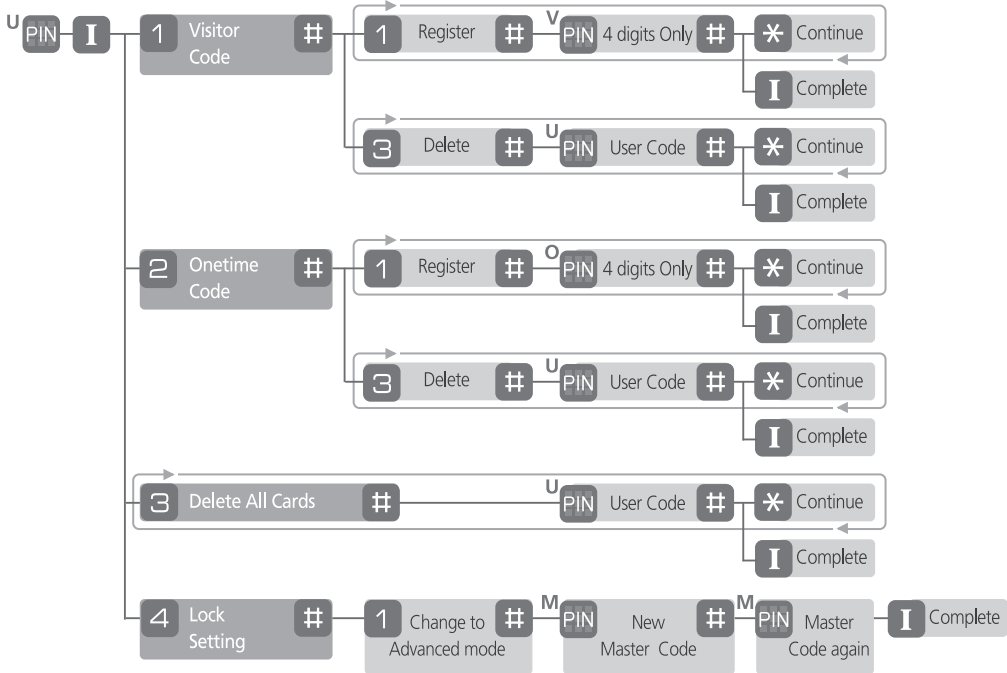 U
PIN I 1 Visitor Code # 1 Register # V PIN 4 digits Only # * Continue
I Complete
3 Delete # U PIN User Code # * Continue
I Complete
2 Onetime Code # 1 Register # O PIN 4 digits Only # * Continue
I Complete
3 Delete # U PIN User Code # * Continue
I Complete
3 Delete All Cards # U PIN User Code # * Continue
I Complete
4 Lock Setting # 1 Change to Advanced mode # M PIN New Master Code # M PIN Master Code again I Complete